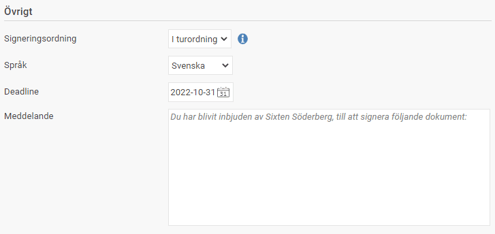 Övrigt
Signeringsordning I turordning
Språk Svenska
Deadline 2022-10-31
Meddelande Du har blivit inbjuden av Sixten Söderberg, till att signera följande dokument: